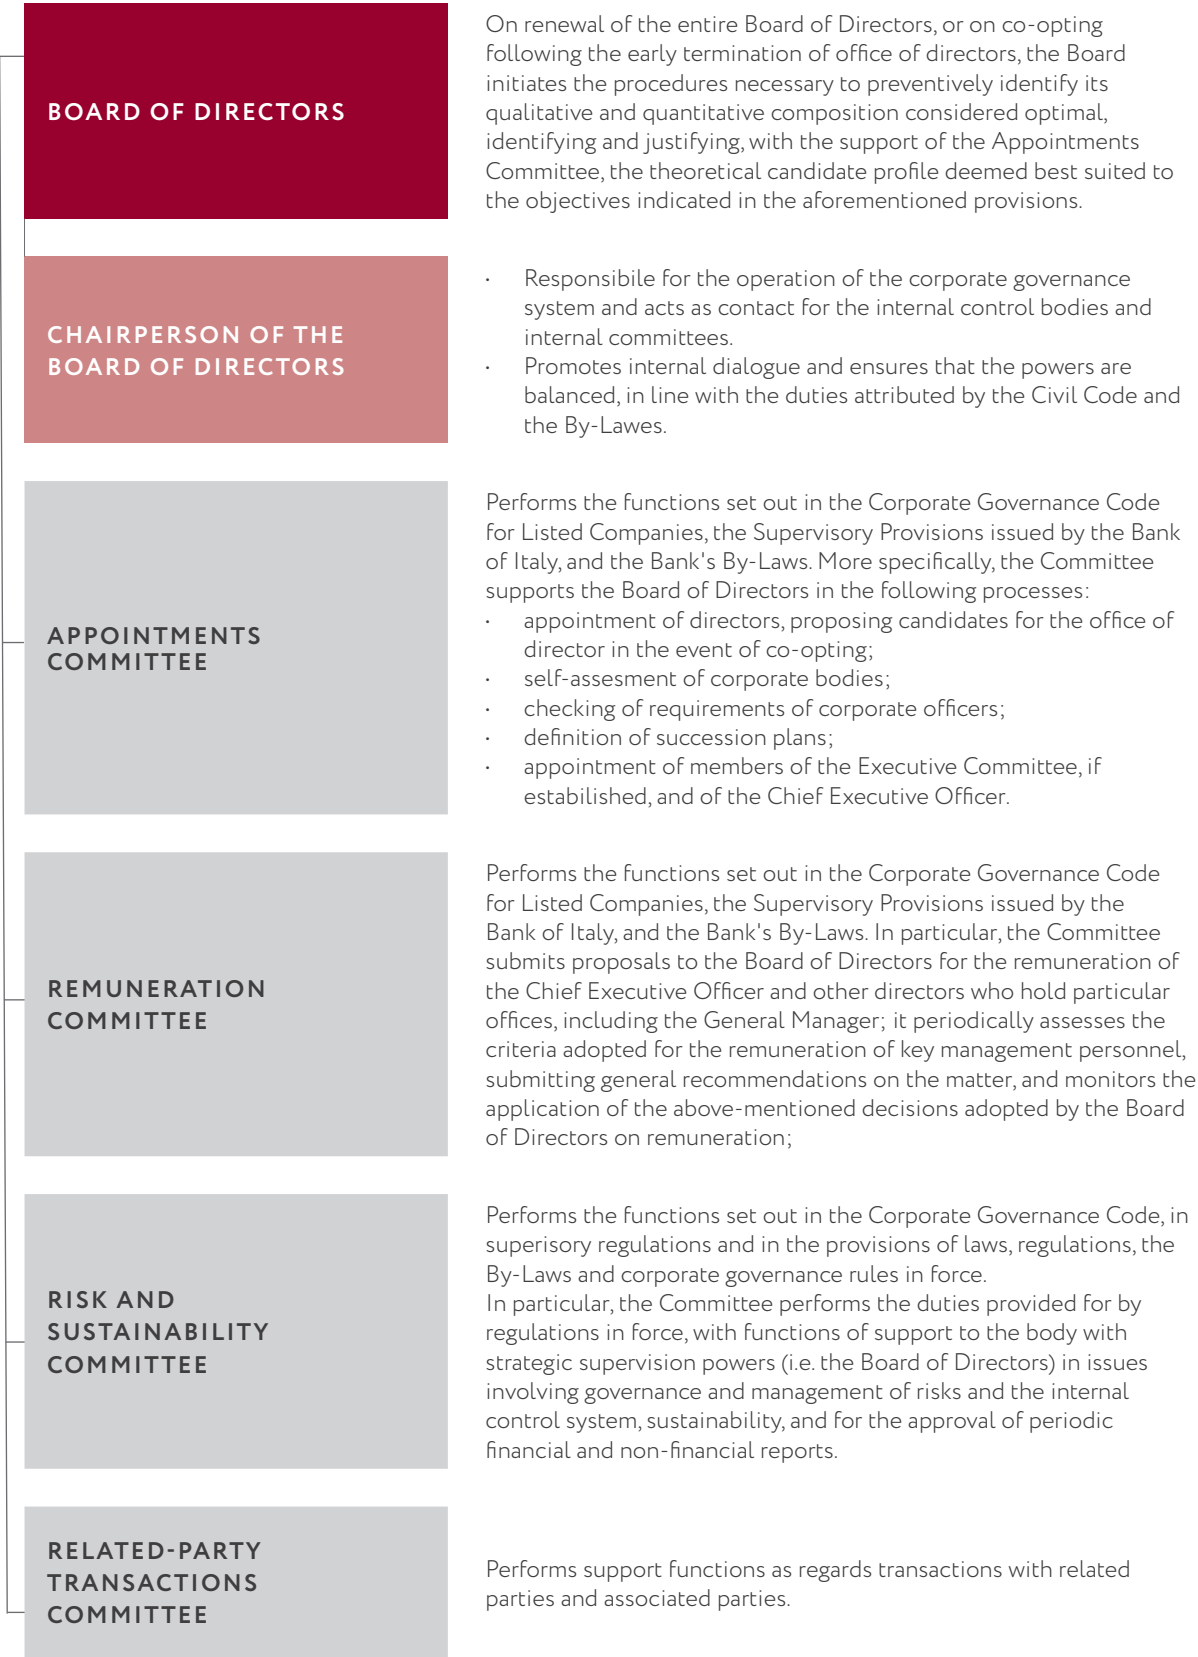 BOARD OF DIRECTORS
On renewal of the entire Board of Directors, or on co-opting
following the early termination of office of directors, the Board
initiates the procedures necessary to preventively identify its
qualitative and quantitative composition considered optimal,
identifying and justifying, with the support of the Appointments
Committee, the theoretical candidate profile deemed best suited to
the objectives indicated in the aforementioned provisions.
CHAIRPERSON OF THE
BOARD OF DIRECTORS
· Responsibile for the operation of the corporate governance
system and acts as contact for the internal control bodies and
internal committees.
· Promotes internal dialogue and ensures that the powers are
balanced, in line with the duties attributed by the Civil Code and
the By-Lawes.
APPOINTMENTS
COMMITTEE
Performs the functions set out in the Corporate Governance Code
for Listed Companies, the Supervisory Provisions issued by the Bank
of Italy, and the Bank's By-Laws. More specifically, the Committee
supports the Board of Directors in the following processes:
· appointment of directors, proposing candidates for the office of
director in the event of co-opting;
· self-assesment of corporate bodies;
· checking of requirements of corporate officers;
· definition of succession plans;
· appointment of members of the Executive Committee, if
estabilished, and of the Chief Executive Officer.
REMUNERATION
COMMITTEE
Performs the functions set out in the Corporate Governance Code
for Listed Companies, the Supervisory Provisions issued by the
Bank of Italy, and the Bank's By-Laws. In particular, the Committee
submits proposals to the Board of Directors for the remuneration of
the Chief Executive Officer and other directors who hold particular
offices, including the General Manager; it periodically assesses the
criteria adopted for the remuneration of key management personnel,
submitting general recommendations on the matter, and monitors the
application of the above-mentioned decisions adopted by the Board
of Directors on remuneration;
RISK AND
SUSTAINABILITY
COMMITTEE
Performs the functions set out in the Corporate Governance Code, in
superisory regulations and in the provisions of laws, regulations, the
By-Laws and corporate governance rules in force.
In particular, the Committee performs the duties provided for by
regulations in force, with functions of support to the body with
strategic supervision powers (i.e. the Board of Directors) in issues
involving governance and management of risks and the internal
control system, sustainability, and for the approval of periodic
financial and non-financial reports.
RELATED-PARTY
TRANSACTIONS
COMMITTEE
Performs support functions as regards transactions with related
parties and associated parties.